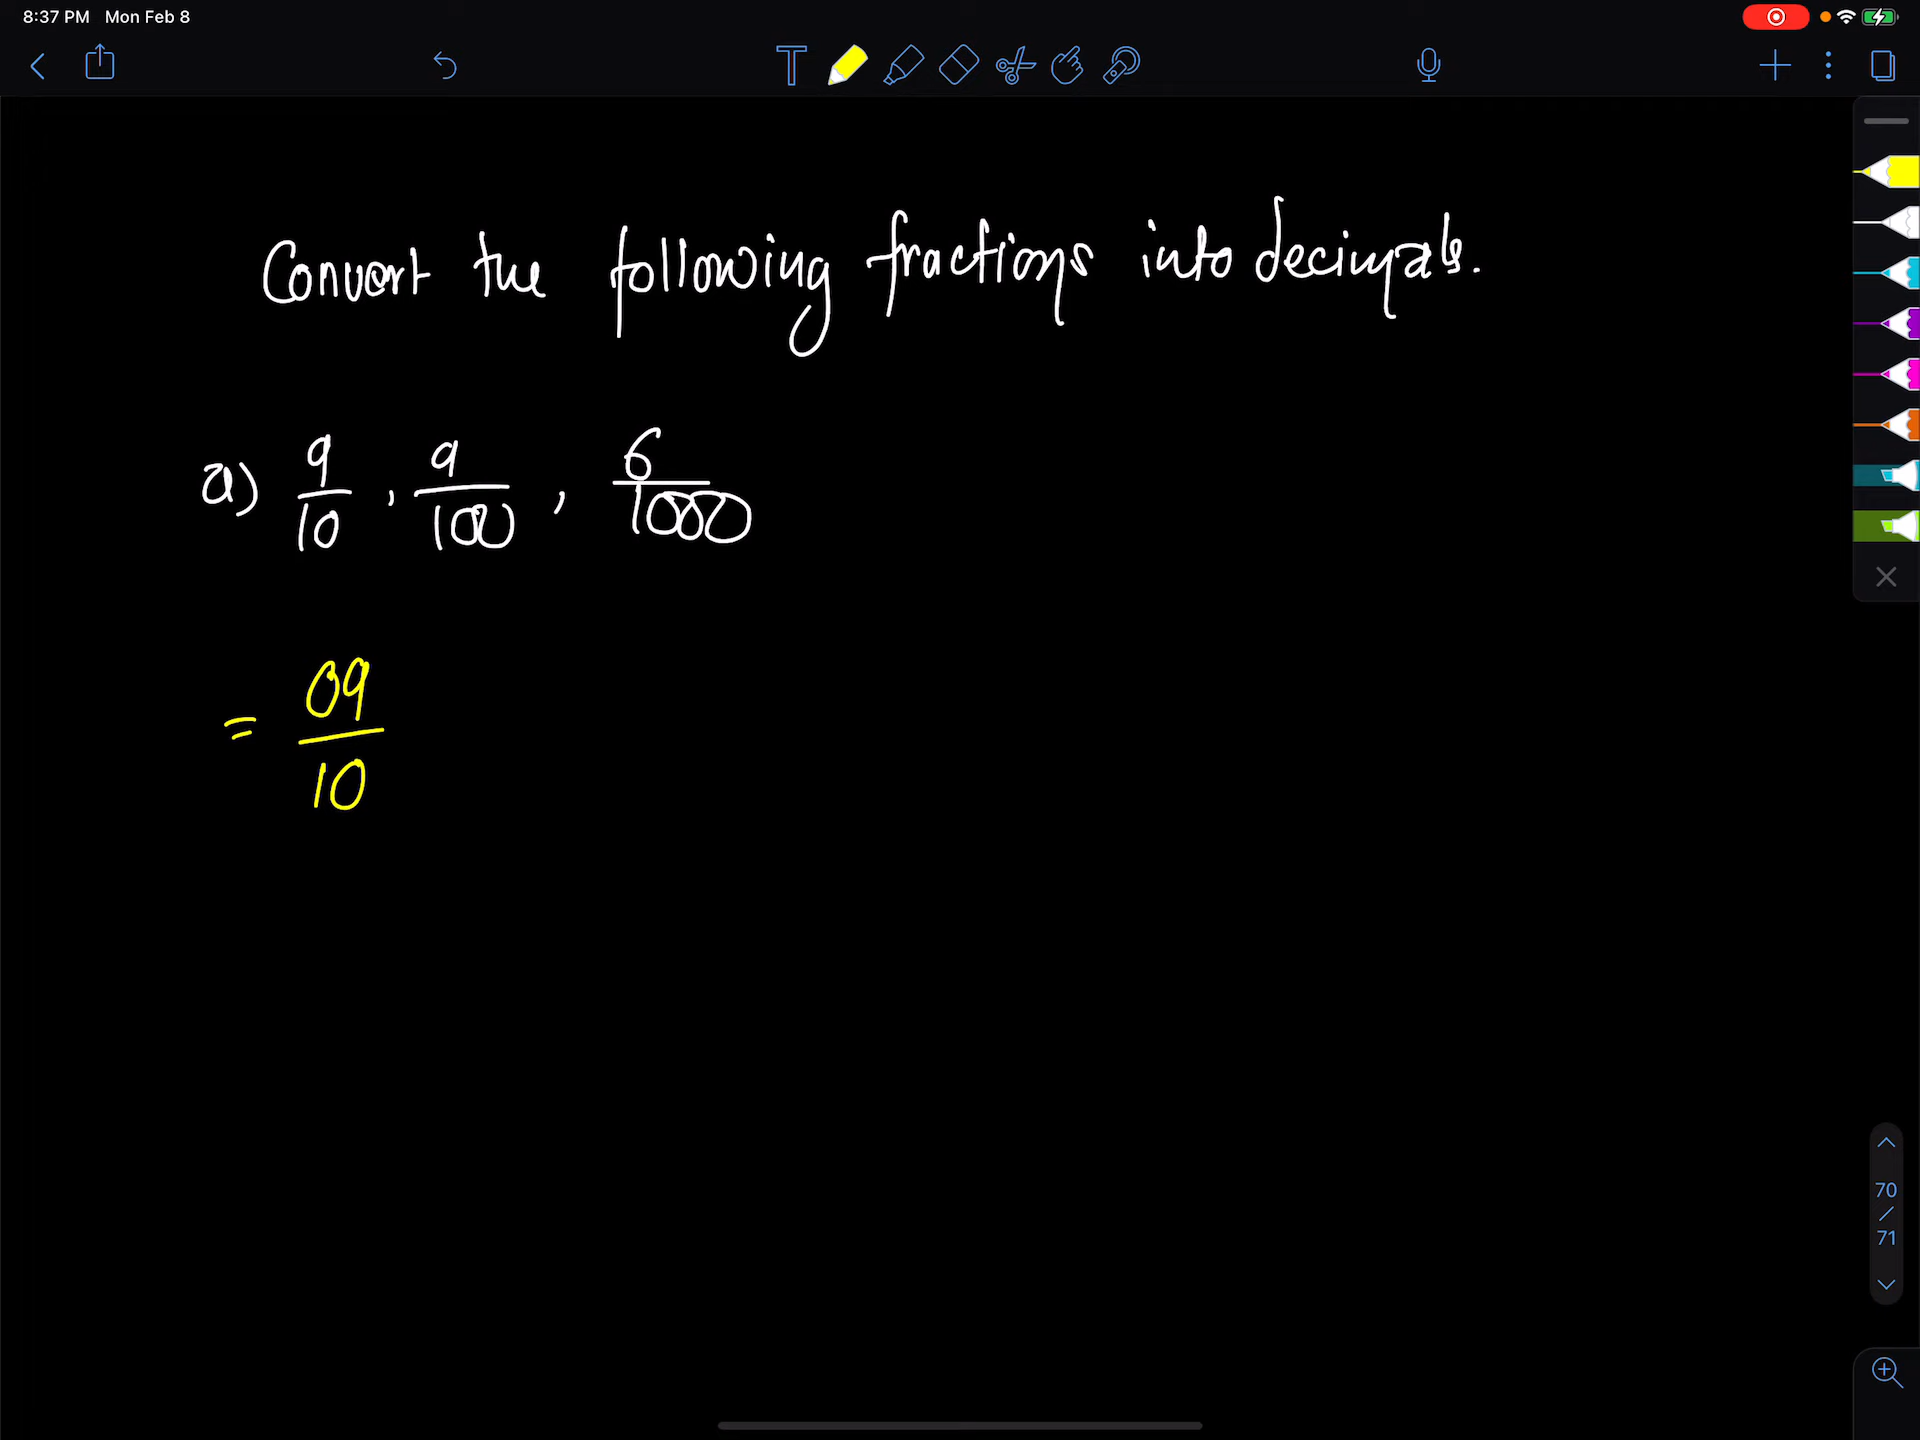 8:37 PM Mon Feb 8
Convert the following fractions into decimals.
a) 9/10, 9/100, 6/1000
= 09/10
70
/
71